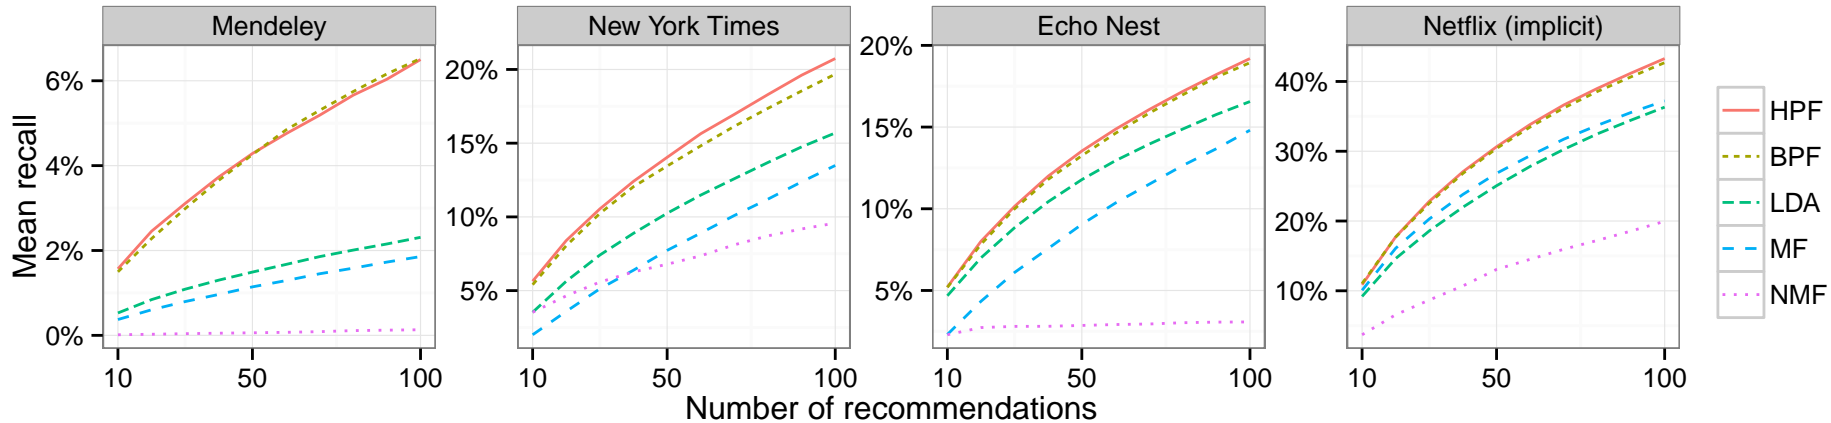 Mendeley
New York Times
Echo Nest
Netflix (implicit)
Mean recall
6%
4%
2%
0%
10 50 100
20%
15%
10%
5%
10 50 100
20%
15%
10%
5%
10 50 100
40%
30%
20%
10%
10 50 100
Number of recommendations
HPF
BPF
LDA
MF
NMF